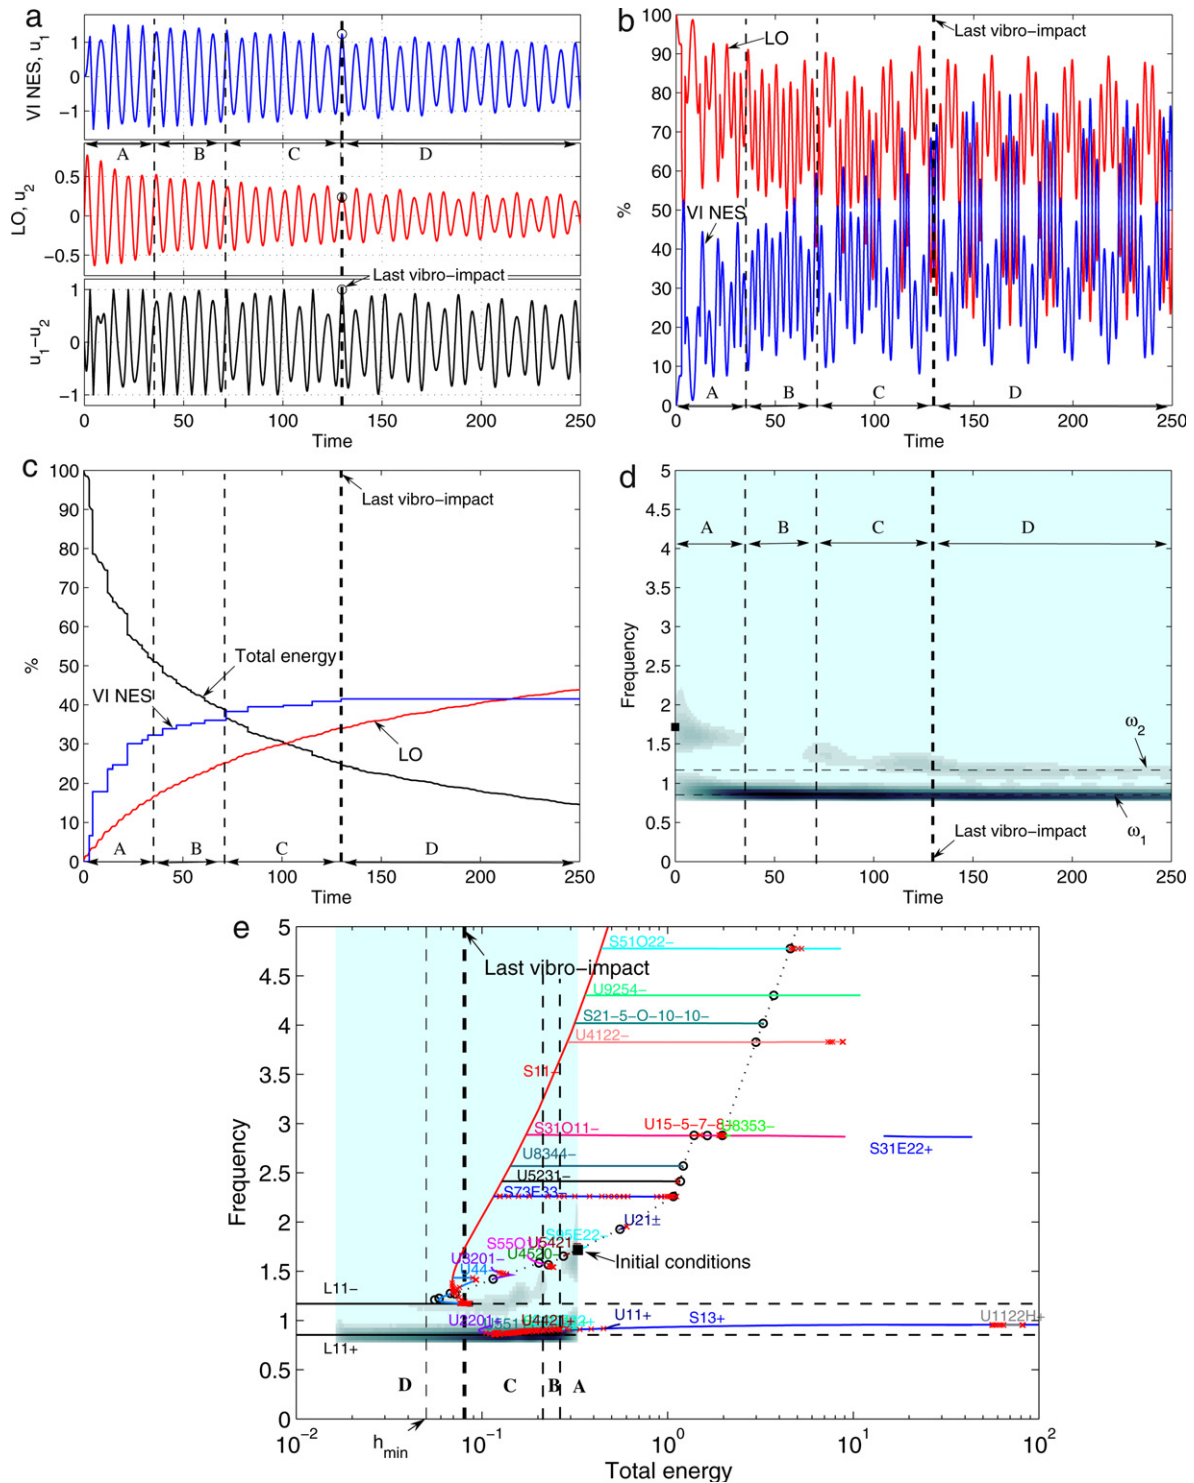 a
VI NES, u1
1
0
−1
A
B
C
D
LO, u2
0.5
0
−0.5
Last vibro−impact
u1−u2
1
0
−1
0 50 100 150 200 250
Time
b
100
90
80
70
60
50
40
30
20
10
0
%
LO
VI NES
Last vibro−impact
A
B
C
D
0 50 100 150 200 250
Time
c
100
90
80
70
60
50
40
30
20
10
0
%
Last vibro−impact
Total energy
VI NES
LO
A
B
C
D
0 50 100 150 200 250
Time
d
5
4.5
4
3.5
3
2.5
2
1.5
1
0.5
0
Frequency
A
B
C
D
ω2
ω1
Last vibro−impact
0 50 100 150 200 250
Time
e
5
4.5
4
3.5
3
2.5
2
1.5
1
0.5
0
Frequency
Last vibro−impact
S51O22−
U9254−
S21−5−O−10−10−
U4122−
S11−
S31O11−
U15−5−7−8−
U8353−
S31E22+
U8344−
U5231−
S73E33−
U21±
S95E22−
U5421
U4520−
U3201−
U44−
Initial conditions
L11−
L11+
U2201+
U4421+
U11+
S13+
U1122H+
D
C
B
A
hmin
10−2 10−1 100 101 102
Total energy